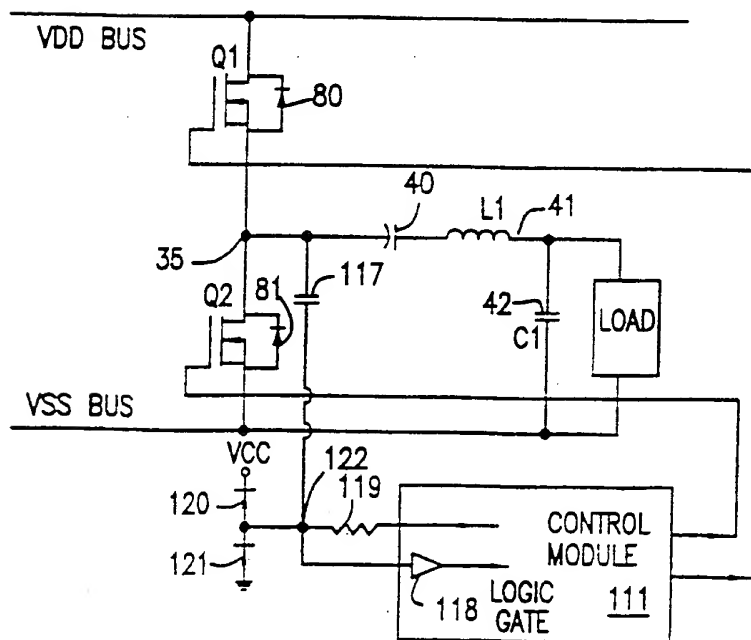 VDD BUS
Q1
80
40
L1
41
35
117
Q2
81
42
C1
LOAD
VSS BUS
VCC
122
120
119
121
118
CONTROL
MODULE
LOGIC
GATE
111